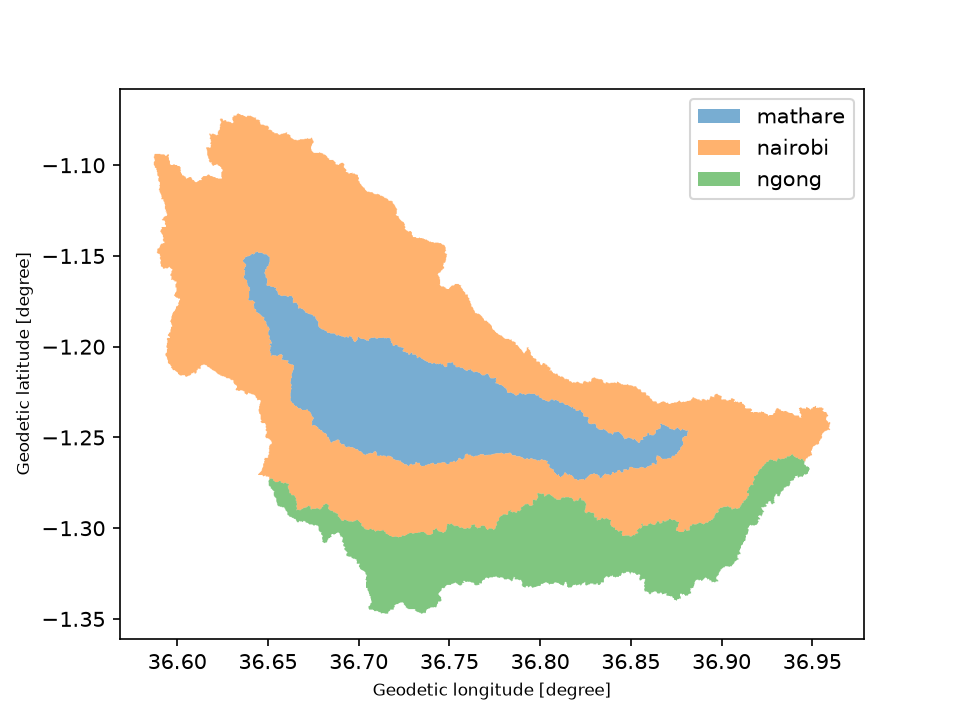 mathare
nairobi
ngong
−1.10
−1.15
−1.20
−1.25
−1.30
−1.35
Geodetic latitude [degree]
36.60 36.65 36.70 36.75 36.80 36.85 36.90 36.95
Geodetic longitude [degree]